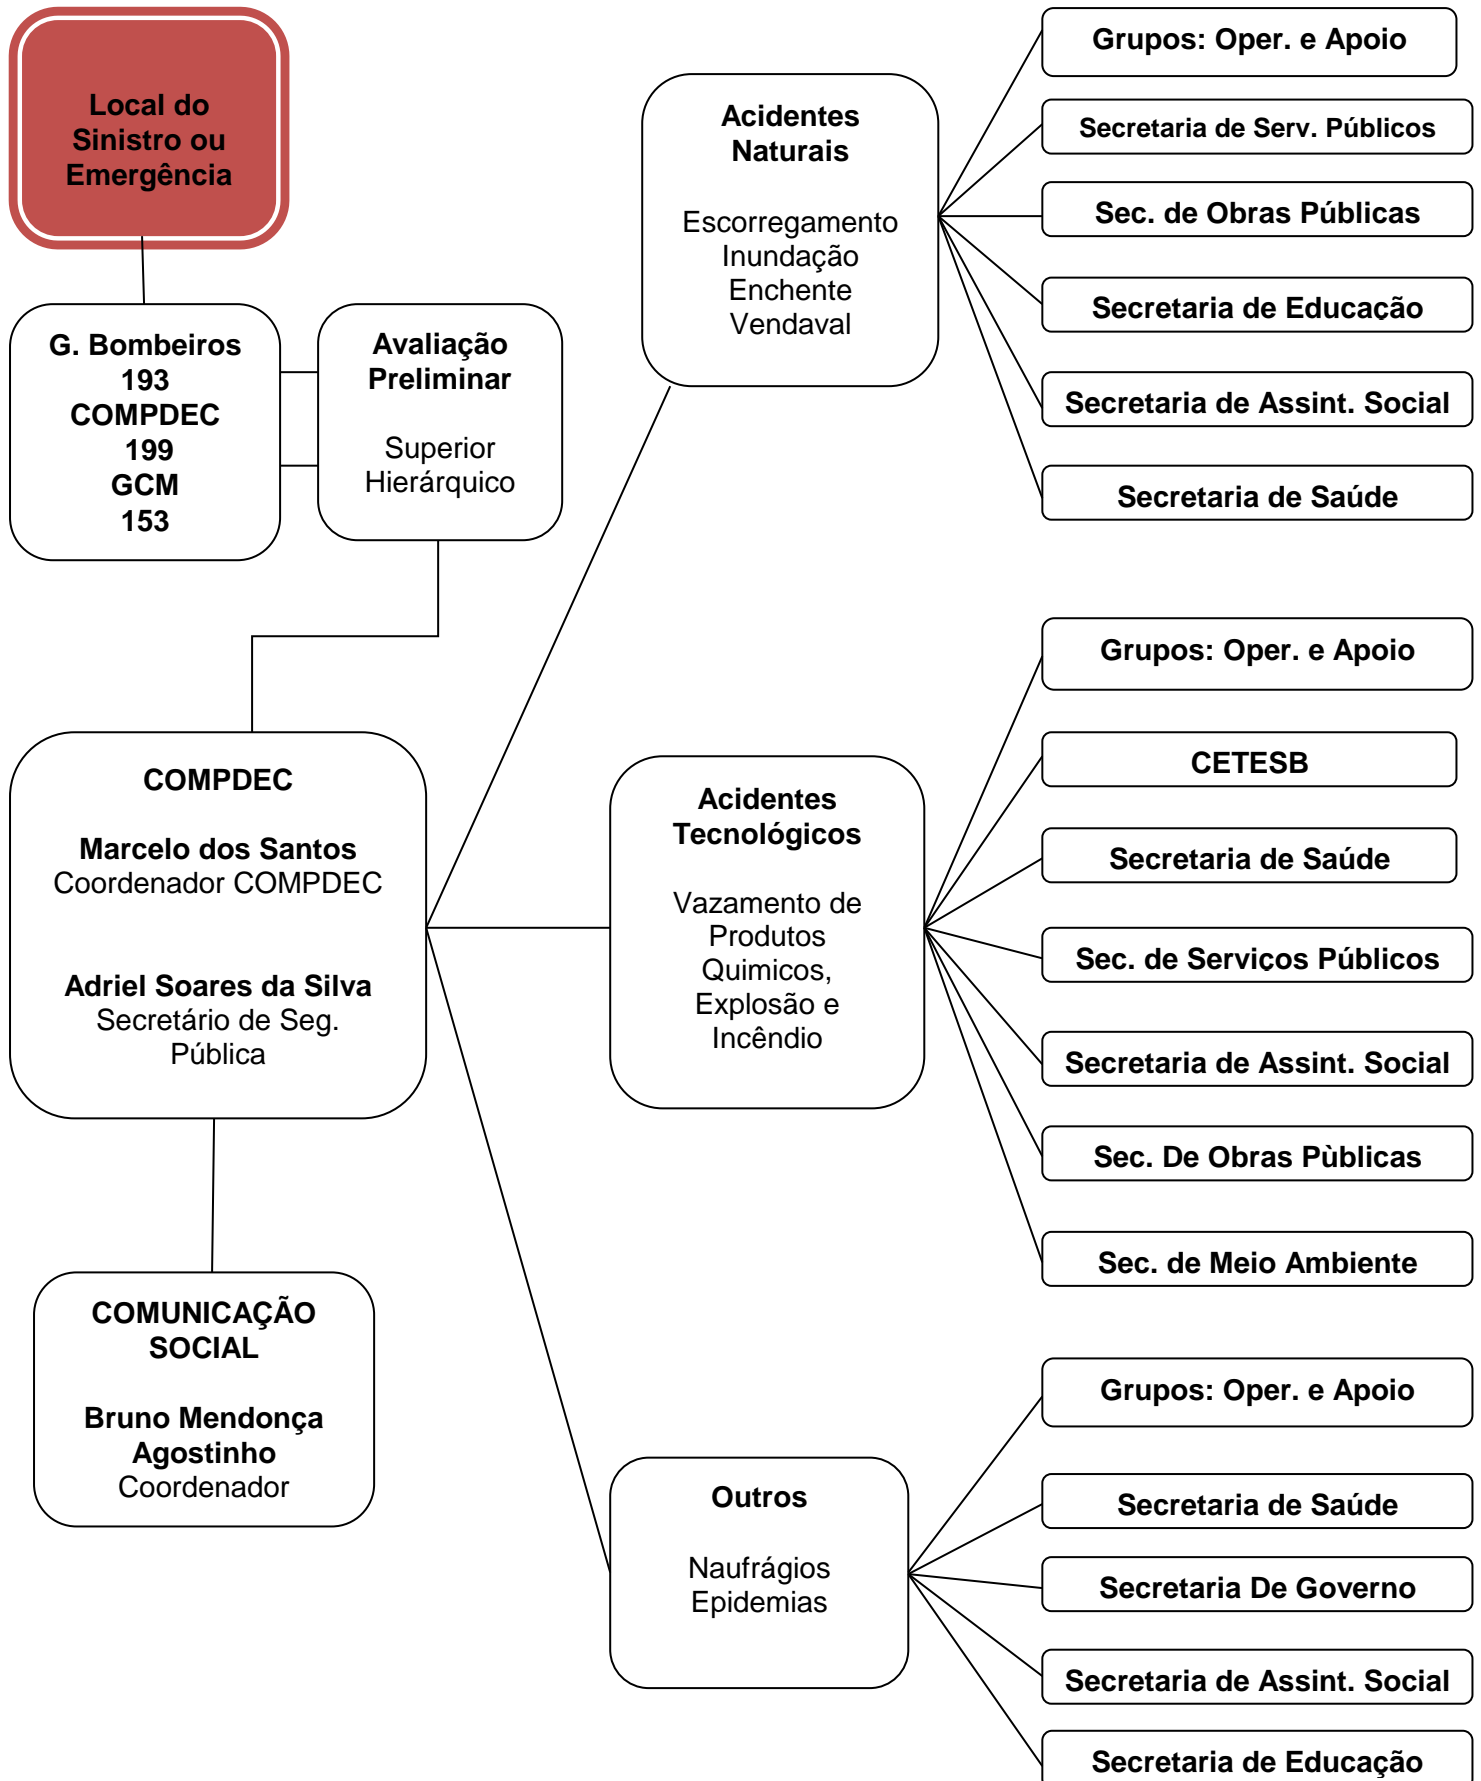 Local do
Sinistro ou
Emergência
G. Bombeiros
193
COMPDEC
199
GCM
153
Avaliação
Preliminar
Superior
Hierárquico
COMPDEC
Marcelo dos Santos
Coordenador COMPDEC
Adriel Soares da Silva
Secretário de Seg.
Pública
COMUNICAÇÃO
SOCIAL
Bruno Mendonça
Agostinho
Coordenador
Acidentes
Naturais
Escorregamento
Inundação
Enchente
Vendaval
Grupos: Oper. e Apoio
Secretaria de Serv. Públicos
Sec. de Obras Públicas
Secretaria de Educação
Secretaria de Assint. Social
Secretaria de Saúde
Acidentes
Tecnológicos
Vazamento de
Produtos
Quimicos,
Explosão e
Incêndio
Grupos: Oper. e Apoio
CETESB
Secretaria de Saúde
Sec. de Serviços Públicos
Secretaria de Assint. Social
Sec. De Obras Pùblicas
Sec. de Meio Ambiente
Outros
Naufrágios
Epidemias
Grupos: Oper. e Apoio
Secretaria de Saúde
Secretaria De Governo
Secretaria de Assint. Social
Secretaria de Educação